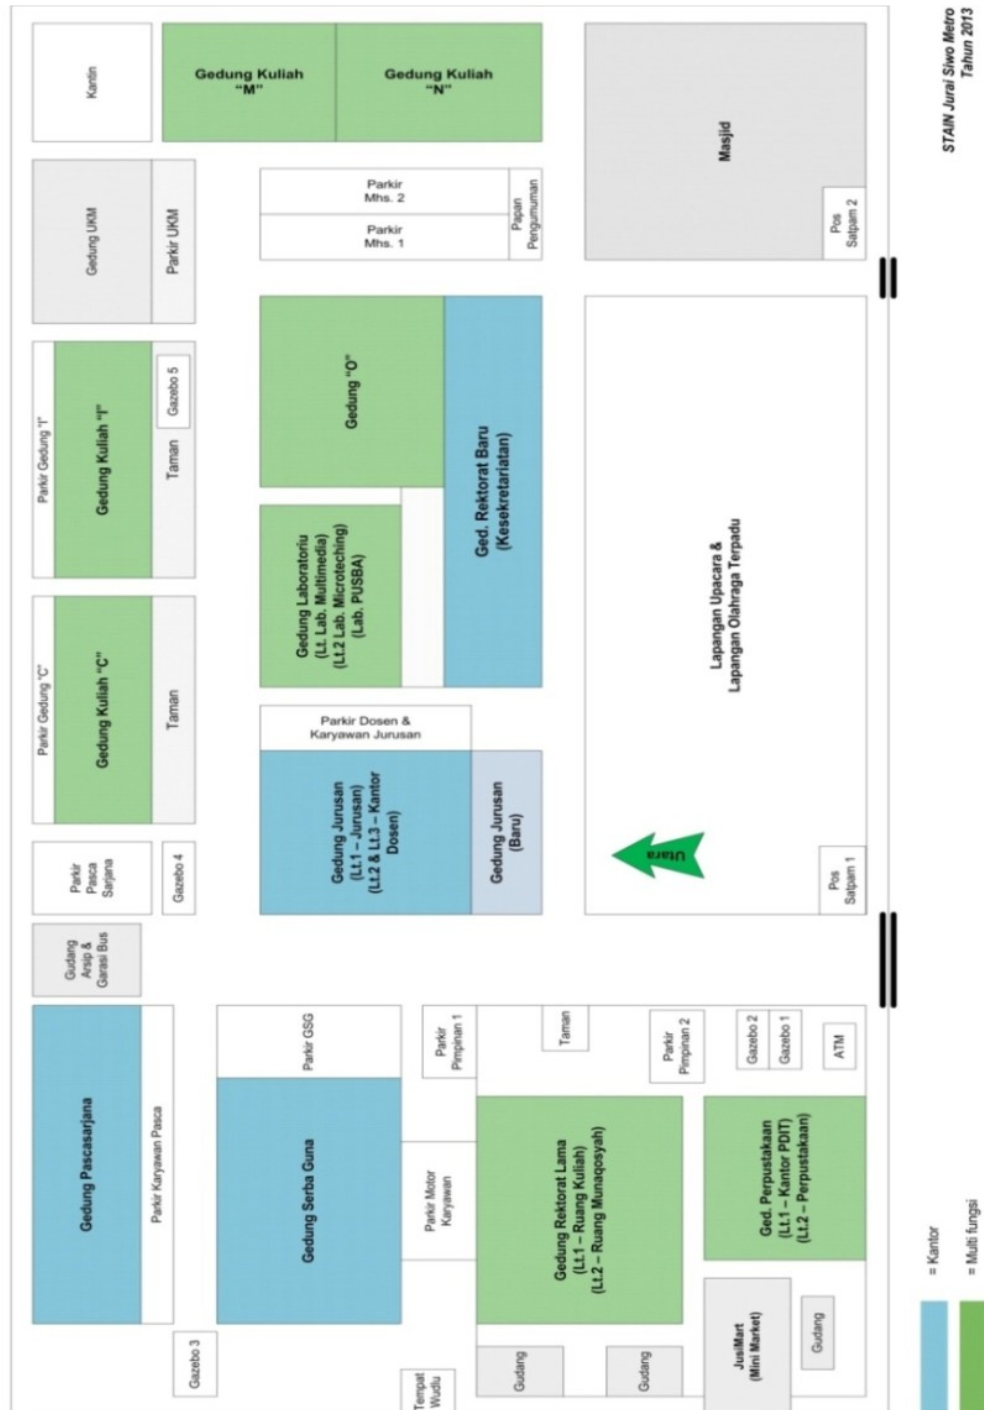 STAIN Jurai Siwo Metro
Tahun 2013
Kantin
Gedung Kuliah
“M”
Gedung Kuliah
“N”
Masjid
Pos
Satpam 2
Gedung UKM
Parkir UKM
Parkir
Mhs. 2
Parkir
Mhs. 1
Papan
Pengumuman
Parkir Gedung “I”
Gedung Kuliah “I”
Gazebo 5
Taman
Gedung “O”
Ged. Rektorat Baru
(Kesekretariatan)
Gedung Laboratoriu
(Lt. Lab. Multimedia)
(Lt.2 Lab. Microteching)
(Lab. PUSBA)
Lapangan Upacara &
Lapangan Olahraga Terpadu
Parkir Gedung “C”
Gedung Kuliah “C”
Taman
Parkir Dosen &
Karyawan Jurusan
Gedung Jurusan
(Lt.1 – Jurusan)
(Lt.2 & Lt.3 – Kantor
Dosen)
Gedung Jurusan
(Baru)
Utara
Pos
Satpam 1
Parkir
Pasca
Sarjana
Gazebo 4
Gudang
Arsip &
Garasi Bus
Gedung Pascasarjana
Parkir Karyawan Pasca
Parkir GSG
Gedung Serba Guna
Parkir
Pimpinan 1
Parkir Motor
Karyawan
Taman
Parkir
Pimpinan 2
Gazebo 2
Gazebo 1
ATM
Gedung Rektorat Lama
(Lt.1 – Ruang Kuliah)
(Lt.2 – Ruang Munaqosyah)
Ged. Perpustakaan
(Lt.1 – Kantor PDIT)
(Lt.2 – Perpustakaan)
Gazebo 3
Tempat
Wudlu
Gudang
Gudang
JusiMart
(Mini Market)
Gudang
= Kantor
= Multi fungsi